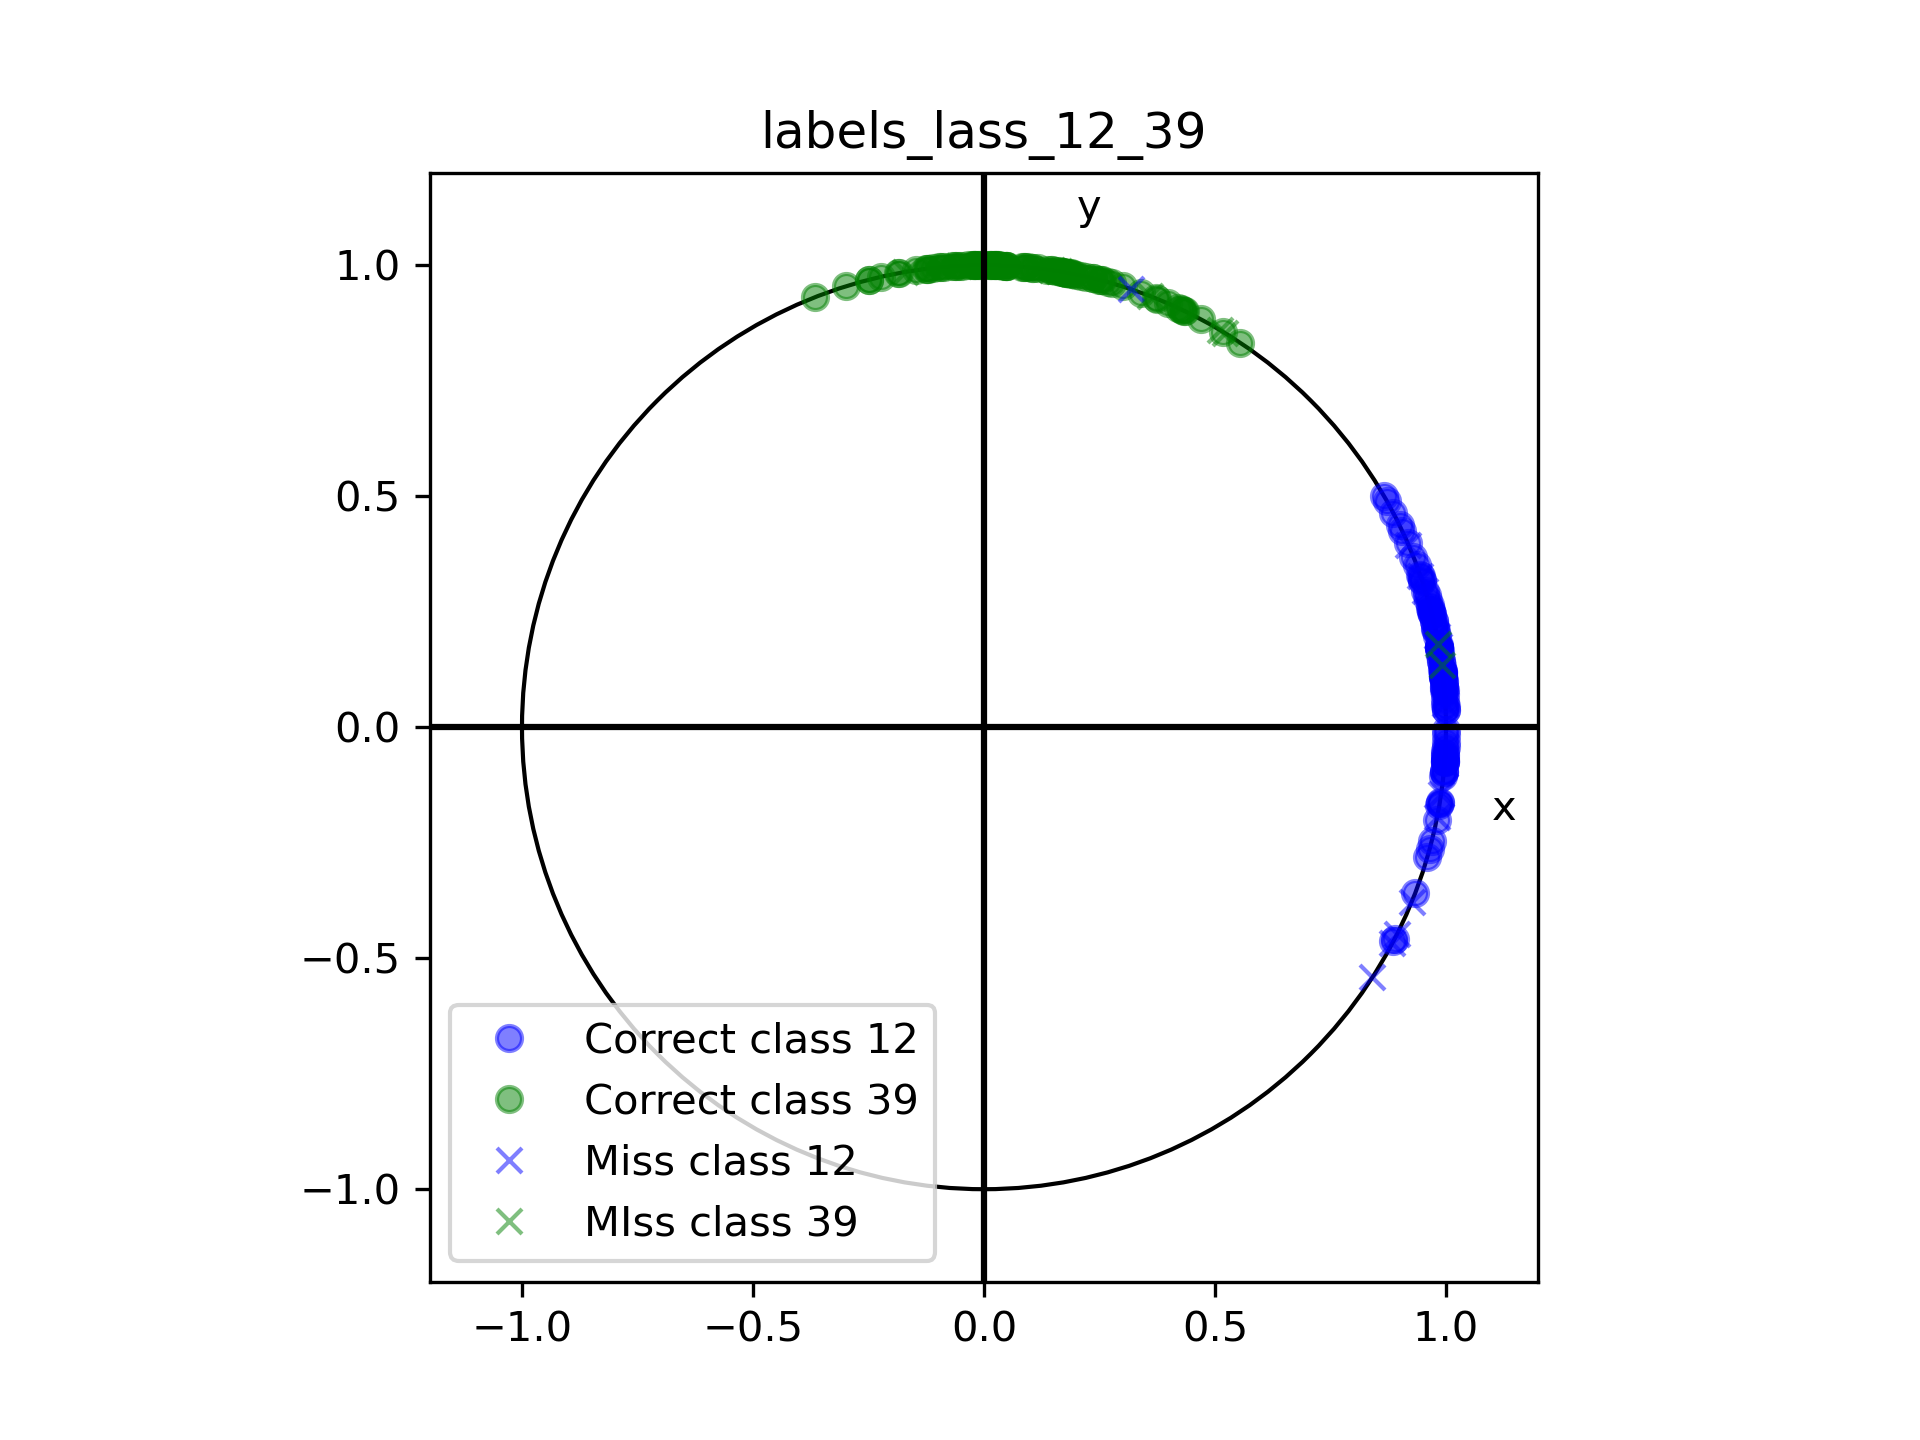 labels_lass_12_39
y
1.0
0.5
0.0
−0.5
−1.0
x
Correct class 12
Correct class 39
Miss class 12
MIss class 39
−1.0 −0.5 0.0 0.5 1.0